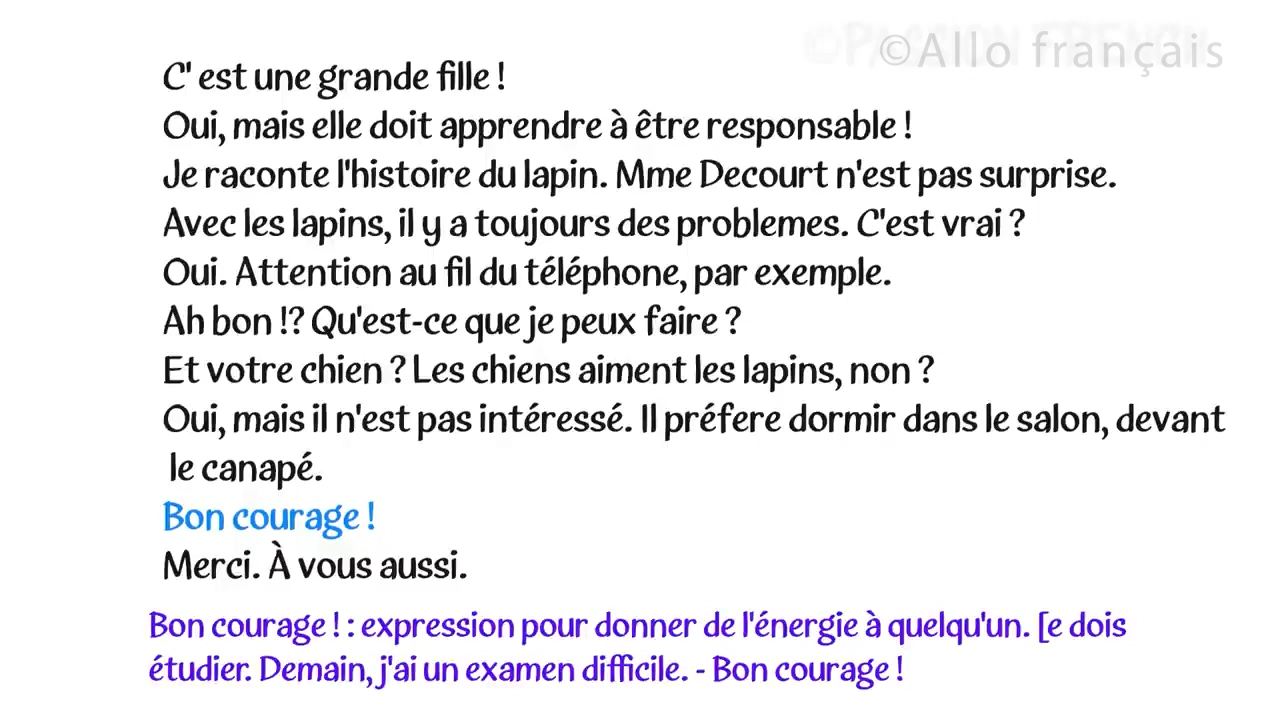 ©Allo français
C' est une grande fille !
Oui, mais elle doit apprendre à être responsable !
Je raconte l'histoire du lapin. Mme Decourt n'est pas surprise.
Avec les lapins, il y a toujours des problemes. C'est vrai ?
Oui. Attention au fil du téléphone, par exemple.
Ah bon !? Qu'est-ce que je peux faire ?
Et votre chien ? Les chiens aiment les lapins, non ?
Oui, mais il n'est pas intéressé. Il préfere dormir dans le salon, devant
le canapé.
Bon courage !
Merci. À vous aussi.
Bon courage ! : expression pour donner de l'énergie à quelqu'un. [e dois
étudier. Demain, j'ai un examen difficile. - Bon courage !